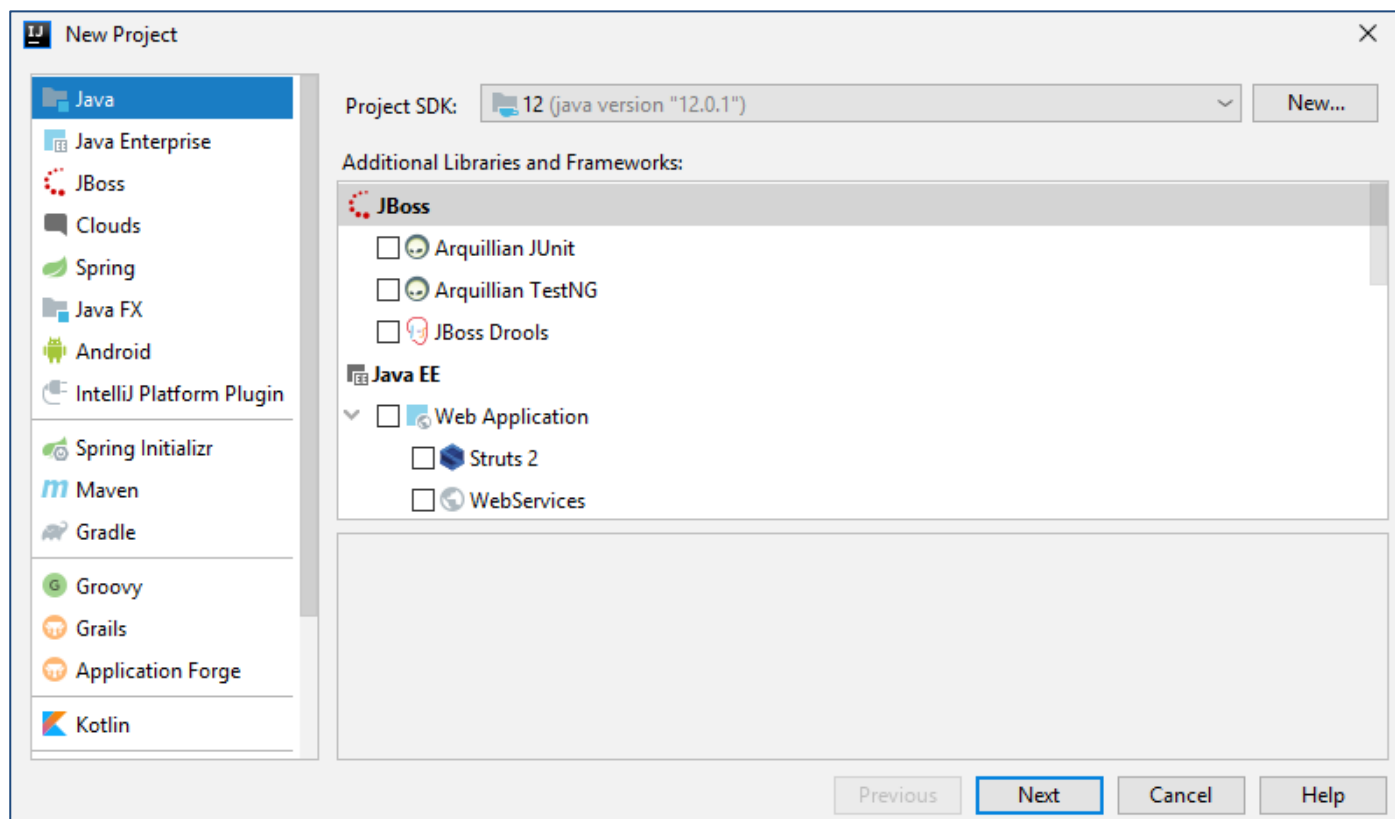 IJ New Project
Java
Java Enterprise
JBoss
Clouds
Spring
Java FX
Android
IntelliJ Platform Plugin
Spring Initializr
m Maven
Gradle
G Groovy
Grails
Application Forge
Kotlin
Project SDK: 12 (java version "12.0.1") New...
Additional Libraries and Frameworks:
JBoss
Arquillian JUnit
Arquillian TestNG
JBoss Drools
Java EE
Web Application
Struts 2
WebServices
Previous Next Cancel Help